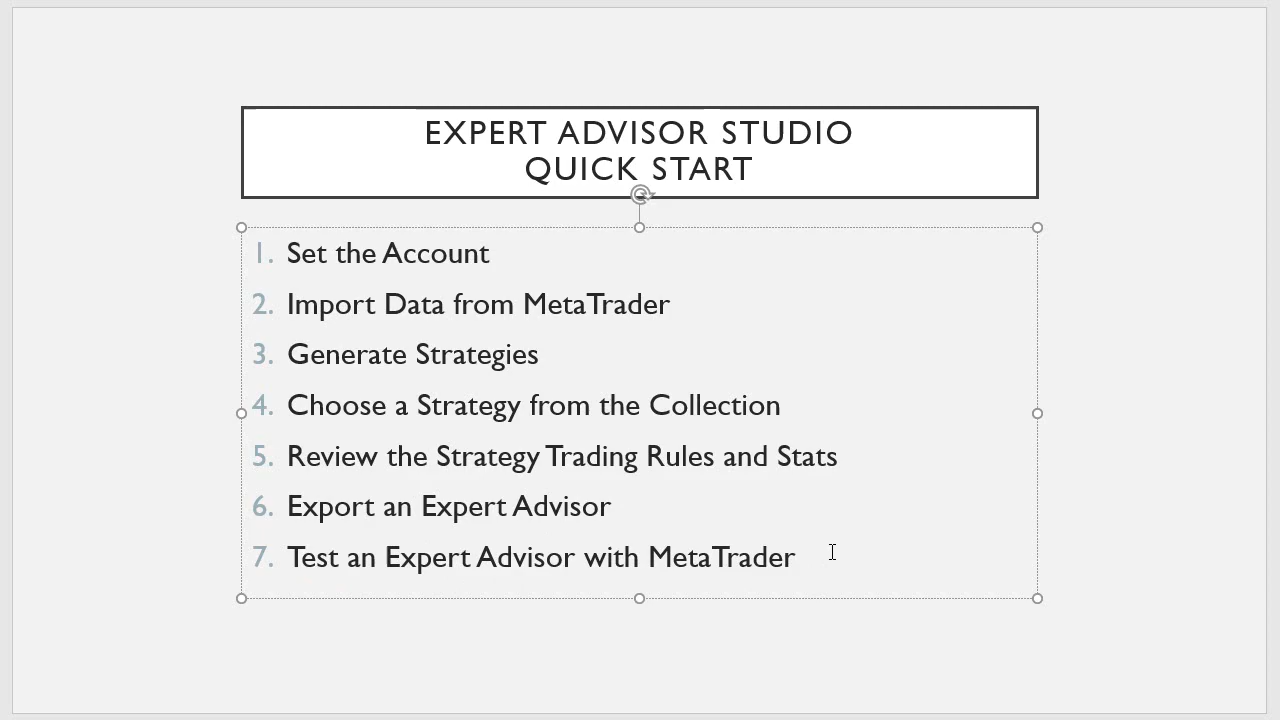 EXPERT ADVISOR STUDIO
QUICK START
1. Set the Account
2. Import Data from MetaTrader
3. Generate Strategies
4. Choose a Strategy from the Collection
5. Review the Strategy Trading Rules and Stats
6. Export an Expert Advisor
7. Test an Expert Advisor with MetaTrader